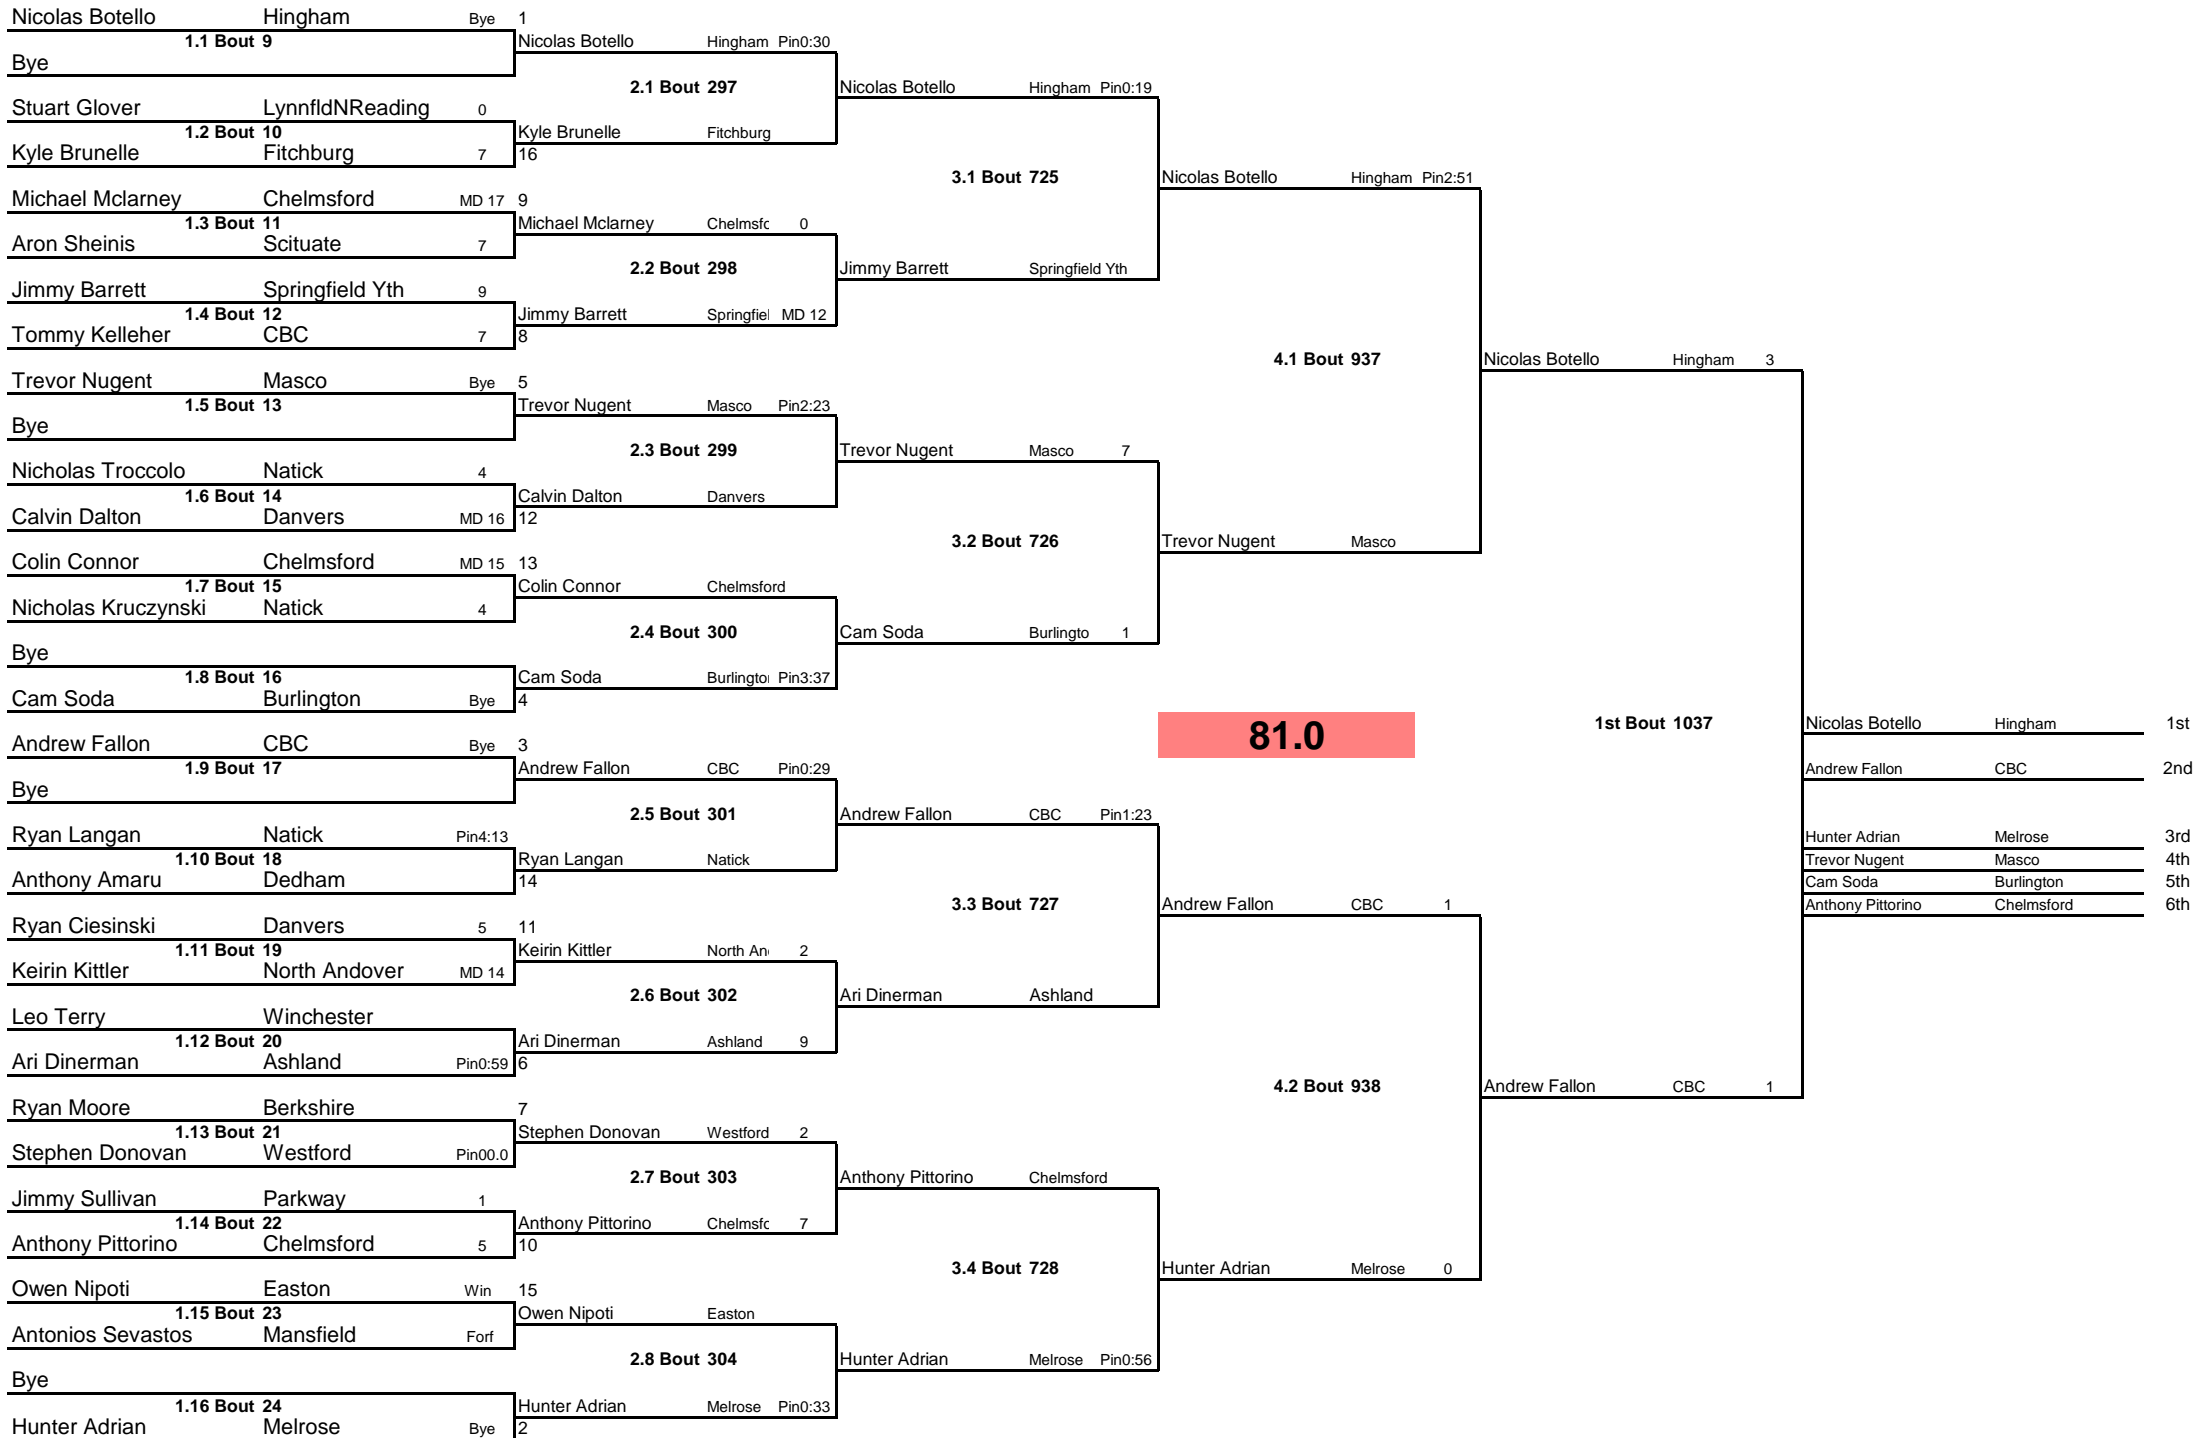 Nicolas Botello Hingham Bye 1
1.1 Bout 9
Bye
Stuart Glover LynnfldNReading 0
1.2 Bout 10
Kyle Brunelle Fitchburg 7 16
Michael Mclarney Chelmsford MD 17 9
1.3 Bout 11
Aron Sheinis Scituate 7
Jimmy Barrett Springfield Yth 9
1.4 Bout 12
Tommy Kelleher CBC 7 8
Trevor Nugent Masco Bye 5
1.5 Bout 13
Bye
Nicholas Troccolo Natick 4
1.6 Bout 14
Calvin Dalton Danvers MD 16 12
Colin Connor Chelmsford MD 15 13
1.7 Bout 15
Nicholas Kruczynski Natick 4
Bye
1.8 Bout 16
Cam Soda Burlington Bye 4
Andrew Fallon CBC Bye 3
1.9 Bout 17
Bye
Ryan Langan Natick Pin4:13
1.10 Bout 18
Anthony Amaru Dedham 14
Ryan Ciesinski Danvers 5 11
1.11 Bout 19
Keirin Kittler North Andover MD 14
Leo Terry Winchester
1.12 Bout 20
Ari Dinerman Ashland Pin0:59 6
Ryan Moore Berkshire 7
1.13 Bout 21
Stephen Donovan Westford Pin00.0
Jimmy Sullivan Parkway 1
1.14 Bout 22
Anthony Pittorino Chelmsford 5 10
Owen Nipoti Easton Win 15
1.15 Bout 23
Antonios Sevastos Mansfield Forf
Bye
1.16 Bout 24
Hunter Adrian Melrose Bye 2
Nicolas Botello Hingham Pin0:30
2.1 Bout 297
Kyle Brunelle Fitchburg
Michael Mclarney Chelmsfc 0
2.2 Bout 298
Jimmy Barrett Springfiel MD 12
Trevor Nugent Masco Pin2:23
2.3 Bout 299
Calvin Dalton Danvers
Colin Connor Chelmsford
2.4 Bout 300
Cam Soda Burlingto Pin3:37
Andrew Fallon CBC Pin0:29
2.5 Bout 301
Ryan Langan Natick
Keirin Kittler North An 2
2.6 Bout 302
Ari Dinerman Ashland 9
Stephen Donovan Westford 2
2.7 Bout 303
Anthony Pittorino Chelmsfc 7
Owen Nipoti Easton
2.8 Bout 304
Hunter Adrian Melrose Pin0:33
Nicolas Botello Hingham Pin0:19
3.1 Bout 725
Jimmy Barrett Springfield Yth
Trevor Nugent Masco 7
3.2 Bout 726
Cam Soda Burlingto 1
Andrew Fallon CBC Pin1:23
3.3 Bout 727
Ari Dinerman Ashland
Anthony Pittorino Chelmsford
3.4 Bout 728
Hunter Adrian Melrose Pin0:56
Nicolas Botello Hingham Pin2:51
4.1 Bout 937
Trevor Nugent Masco
81.0
Andrew Fallon CBC 1
4.2 Bout 938
Hunter Adrian Melrose 0
Nicolas Botello Hingham 3
1st Bout 1037
Andrew Fallon CBC 1
Nicolas Botello Hingham 1st
Andrew Fallon CBC 2nd
Hunter Adrian Melrose 3rd
Trevor Nugent Masco 4th
Cam Soda Burlington 5th
Anthony Pittorino Chelmsford 6th